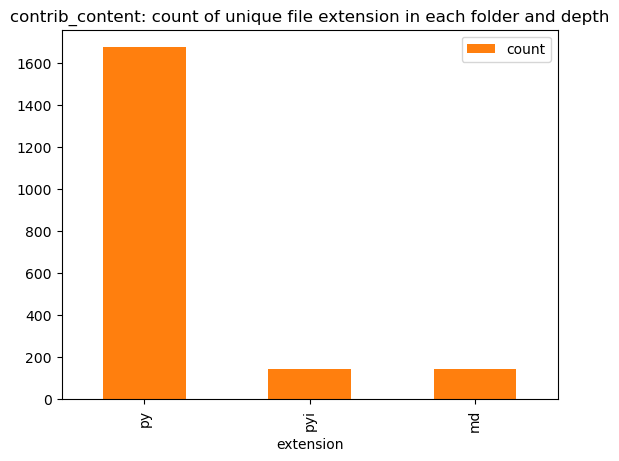 contrib_content: count of unique file extension in each folder and depth
count
1600
1400
1200
1000
800
600
400
200
0
py
pyi
md
extension